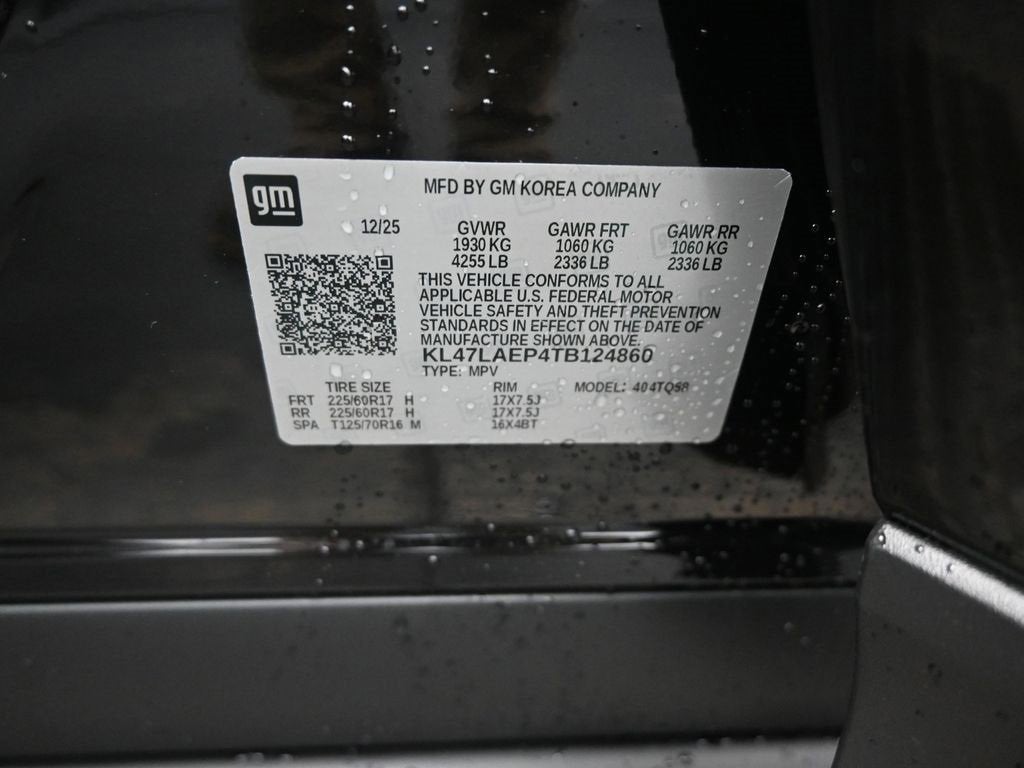 gm
MFD BY GM KOREA COMPANY
12/25
GVWR GAWR FRT GAWR RR
1930 KG 1060 KG 1060 KG
4255 LB 2336 LB 2336 LB
THIS VEHICLE CONFORMS TO ALL
APPLICABLE U.S. FEDERAL MOTOR
VEHICLE SAFETY AND THEFT PREVENTION
STANDARDS IN EFFECT ON THE DATE OF
MANUFACTURE SHOWN ABOVE.
KL47LAEP4TB124860
TYPE: MPV
TIRE SIZE RIM MODEL:
FRT 225/60R17 H 17X7.5J
RR 225/60R17 H 17X7.5J
SPA T125/70R16 M 16X4BT